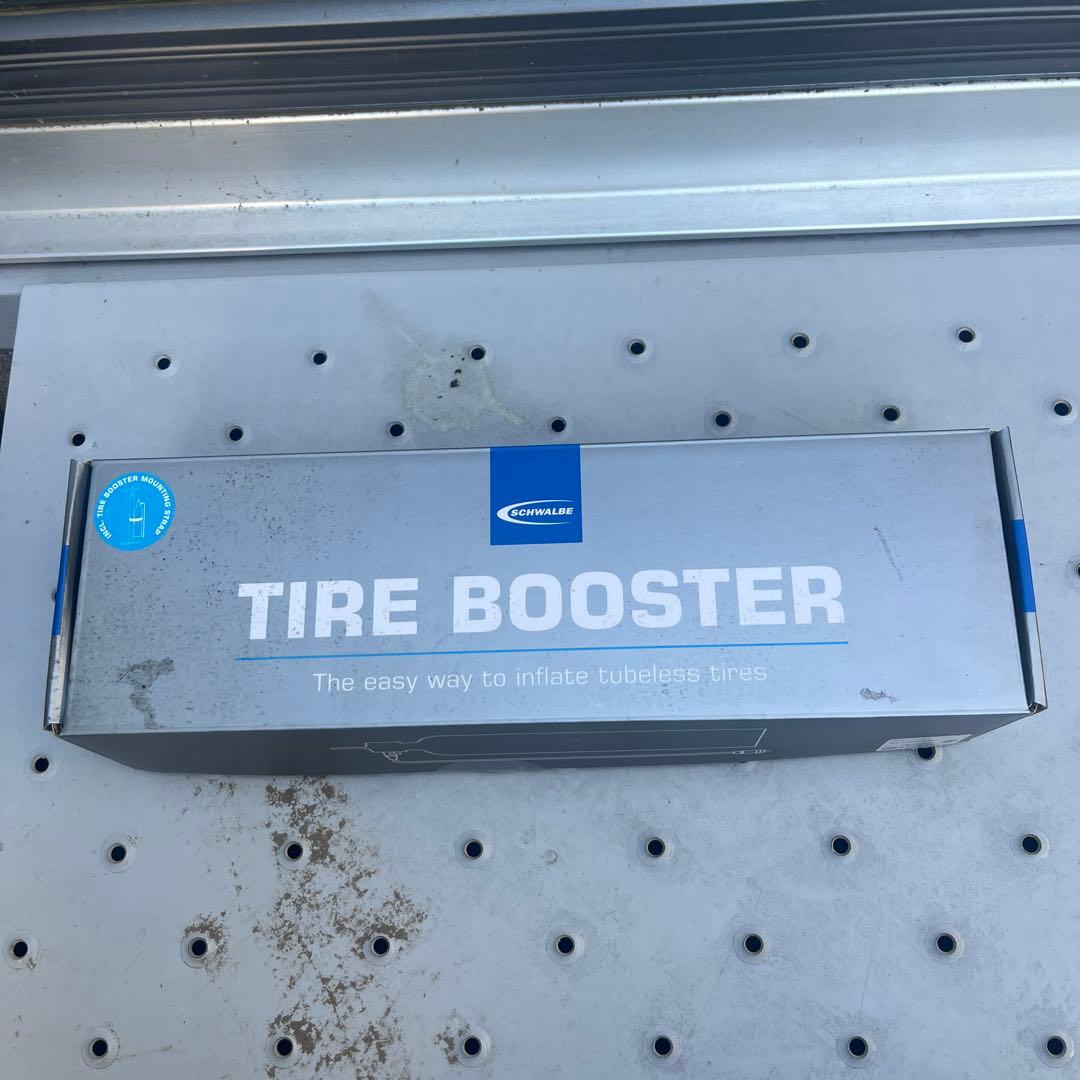 INCL. TIRE BOOSTER MOUNTING STRAP
SCHWALBE
TIRE BOOSTER
The easy way to inflate tubeless tires